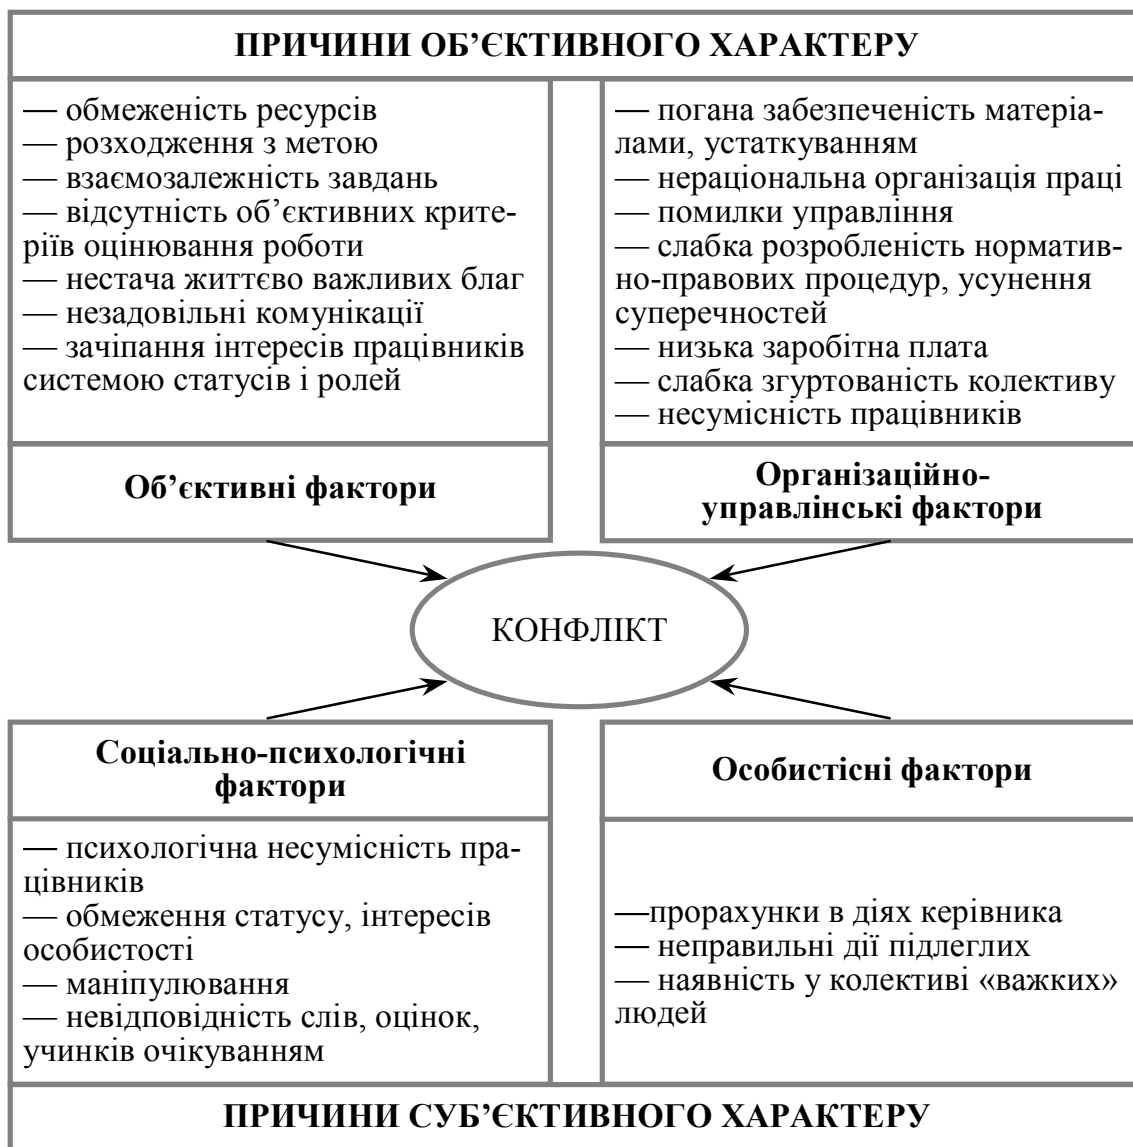 ПРИЧИНИ ОБ’ЄКТИВНОГО ХАРАКТЕРУ
— обмеженість ресурсів
— розходження з метою
— взаємозалежність завдань
— відсутність об’єктивних крите-
ріїв оцінювання роботи
— нестача життєво важливих благ
— незадовільні комунікації
— зачіпання інтересів працівників
системою статусів і ролей
Об’єктивні фактори
— погана забезпеченість матеріа-
лами, устаткуванням
— нераціональна організація праці
— помилки управління
— слабка розробленість норматив-
но-правових процедур, усунення
суперечностей
— низька заробітна плата
— слабка згуртованість колективу
— несумісність працівників
Організаційно-
управлінські фактори
КОНФЛІКТ
Соціально-психологічні
фактори
— психологічна несумісність пра-
цівників
— обмеження статусу, інтересів
особистості
— маніпулювання
— невідповідність слів, оцінок,
учинків очікуванням
Особистісні фактори
—прорахунки в діях керівника
— неправильні дії підлеглих
— наявність у колективі «важких»
людей
ПРИЧИНИ СУБ’ЄКТИВНОГО ХАРАКТЕРУ